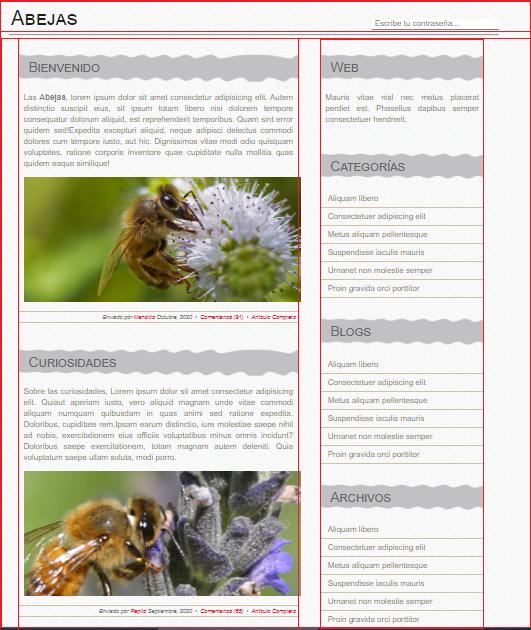 Abejas
Escribe tu contraseña...
Bienvenido
Las Abejas, lorem ipsum dolor sit amet consectetur adipisicing elit. Autem
distinctio suscipit eius, sit ipsum totam libero nisi dolorem tempore
consequatur dolorum aliquid, est reprehenderit temporibus. Quam sint error
quidem sed!Expedita excepturi aliquid, neque adipisci delectus commodi
dolores cum tempore iusto, aut hic. Dignissimos vitae modi odio quisquam
voluptates, ratione corporis inventore quae cupiditate nulla mollitia quas
quidem eaque similique!
Enviado por Menolito Octubre, 2020 • Comentarios (91) • Artículo Completo
Curiosidades
Sobre las curiosidades, Lorem ipsum dolor sit amet consectetur adipisicing
elit. Quiaut aperiam iusto, vero aliquid magnam unde vitae commodi
aliquam numquam quibusdam in quas animi sed ratione expedita.
Doloribus, cupiditate rem.Ipsam earum distinctio, iure molestiae saepe nihil
ad nobis, exercitationem eius officiis voluptatibus minus omnis incidunt?
Doloribus saepe exercitationem, totam magnam autem deleniti. Quia
voluptatum saepe ullam soluta, modi porro.
Enviado por Pepito Septiembre, 2020 • Comentarios (65) • Artículo Completo
Web
Mauris vitae nisl nec metus placerat
perdiet est. Phasellus dapibus semper
consectetuer hendrerit.
Categorías
Aliquam libero
Consectetuer adipiscing elit
Metus aliquam pellentesque
Suspendisse iaculis mauris
Urnanet non molestie semper
Proin gravida orci porttitor
Blogs
Aliquam libero
Consectetuer adipiscing elit
Metus aliquam pellentesque
Suspendisse iaculis mauris
Urnanet non molestie semper
Proin gravida orci porttitor
Archivos
Aliquam libero
Consectetuer adipiscing elit
Metus aliquam pellentesque
Suspendisse iaculis mauris
Urnanet non molestie semper
Proin gravida orci porttitor